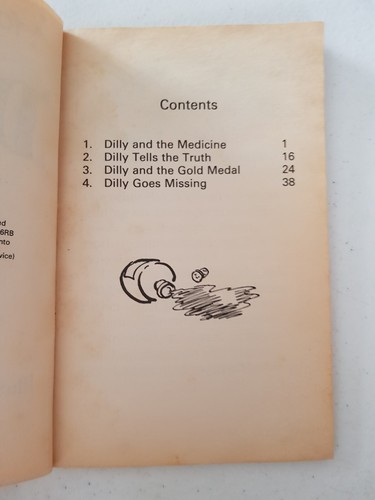 ed
6RB
nto
vice)
Contents
1. Dilly and the Medicine 1
2. Dilly Tells the Truth 16
3. Dilly and the Gold Medal 24
4. Dilly Goes Missing 38